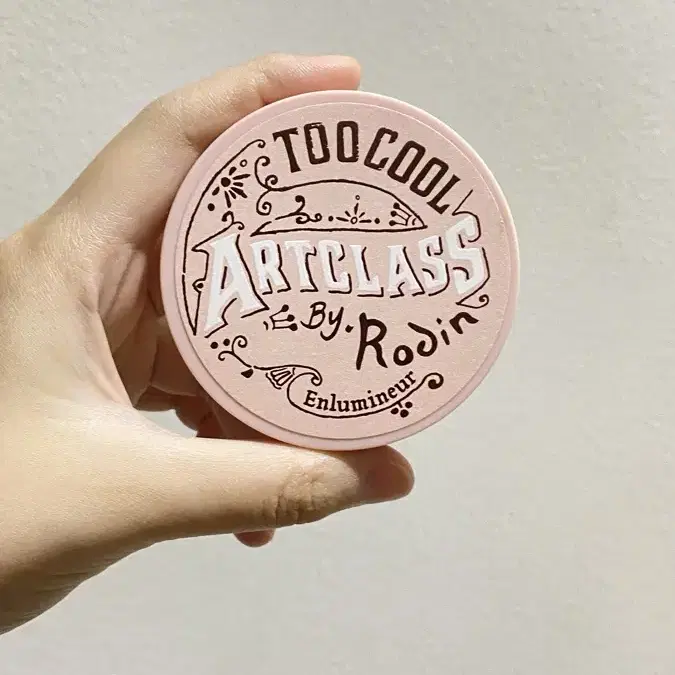 TOO COOL
ARTCLASS
By. Rodin
Enlumineur